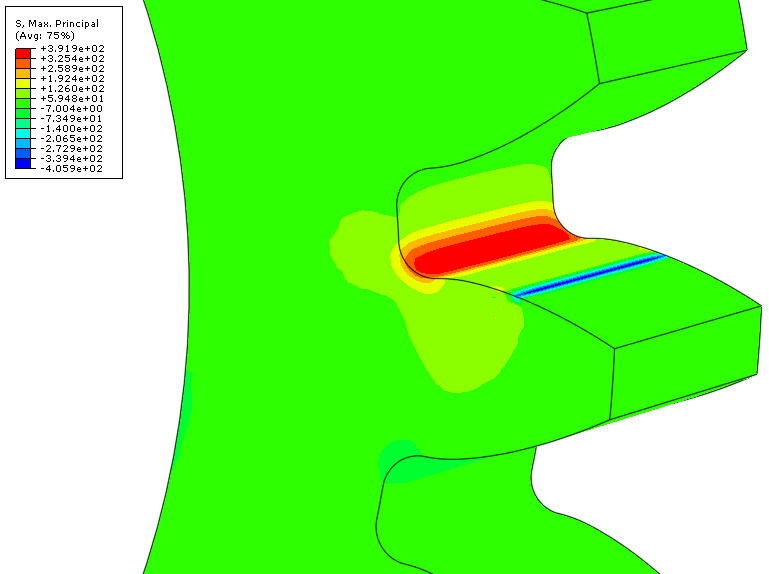 S, Max. Principal
(Avg: 75%)
+3.919e+02
+3.254e+02
+2.589e+02
+1.924e+02
+1.260e+02
+5.948e+01
-7.004e+00
-7.349e+01
-1.400e+02
-2.065e+02
-2.729e+02
-3.394e+02
-4.059e+02